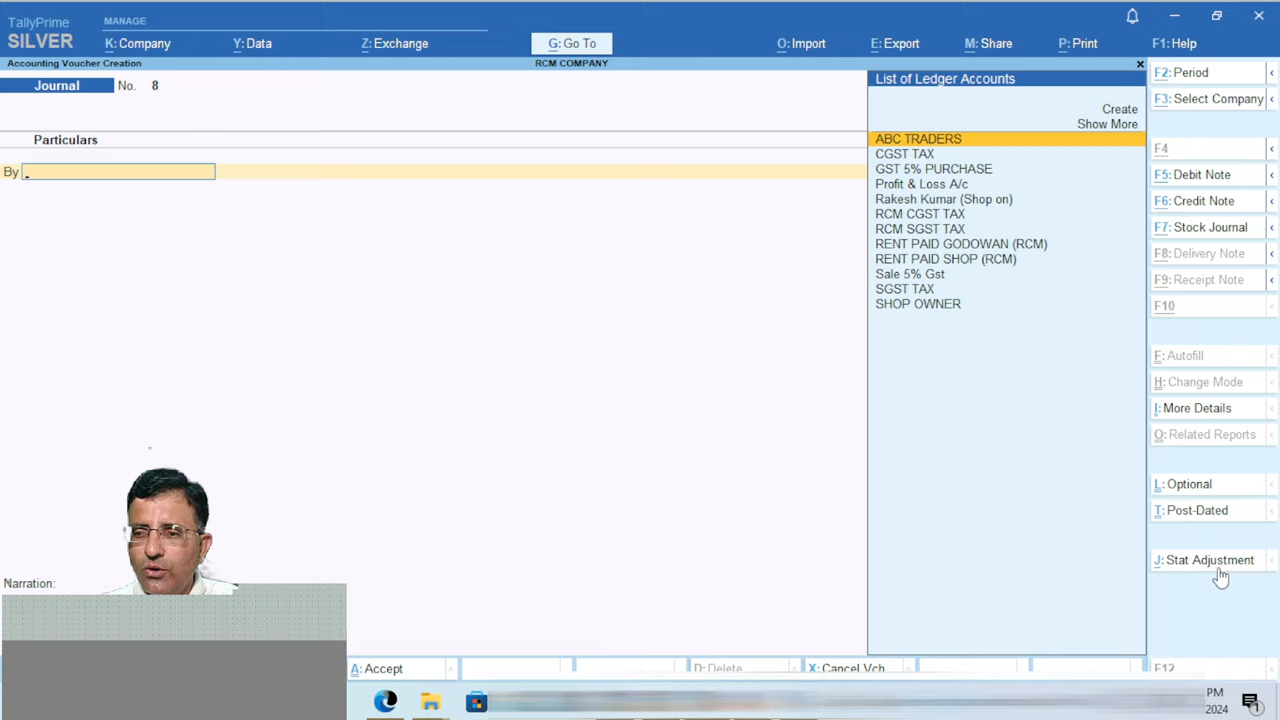 TallyPrime
MANAGE
SILVER
K: Company
Y: Data
Z: Exchange
G: Go To
O: Import
E: Export
M: Share
P: Print
F1: Help
Accounting Voucher Creation
RCM COMPANY
Journal No. 8
Particulars
By
Narration:
List of Ledger Accounts
Create
Show More
ABC TRADERS
CGST TAX
GST 5% PURCHASE
Profit & Loss A/c
Rakesh Kumar (Shop on)
RCM CGST TAX
RCM SGST TAX
RENT PAID GODOWAN (RCM)
RENT PAID SHOP (RCM)
Sale 5% Gst
SGST TAX
SHOP OWNER
F2: Period
F3: Select Company
F4
F5: Debit Note
F6: Credit Note
F7: Stock Journal
F8: Delivery Note
F9: Receipt Note
F10
F: Autofill
H: Change Mode
I: More Details
O: Related Reports
L: Optional
T: Post-Dated
J: Stat Adjustment
A: Accept
D: Delete
X: Cancel Vch
F12
PM
2024
1